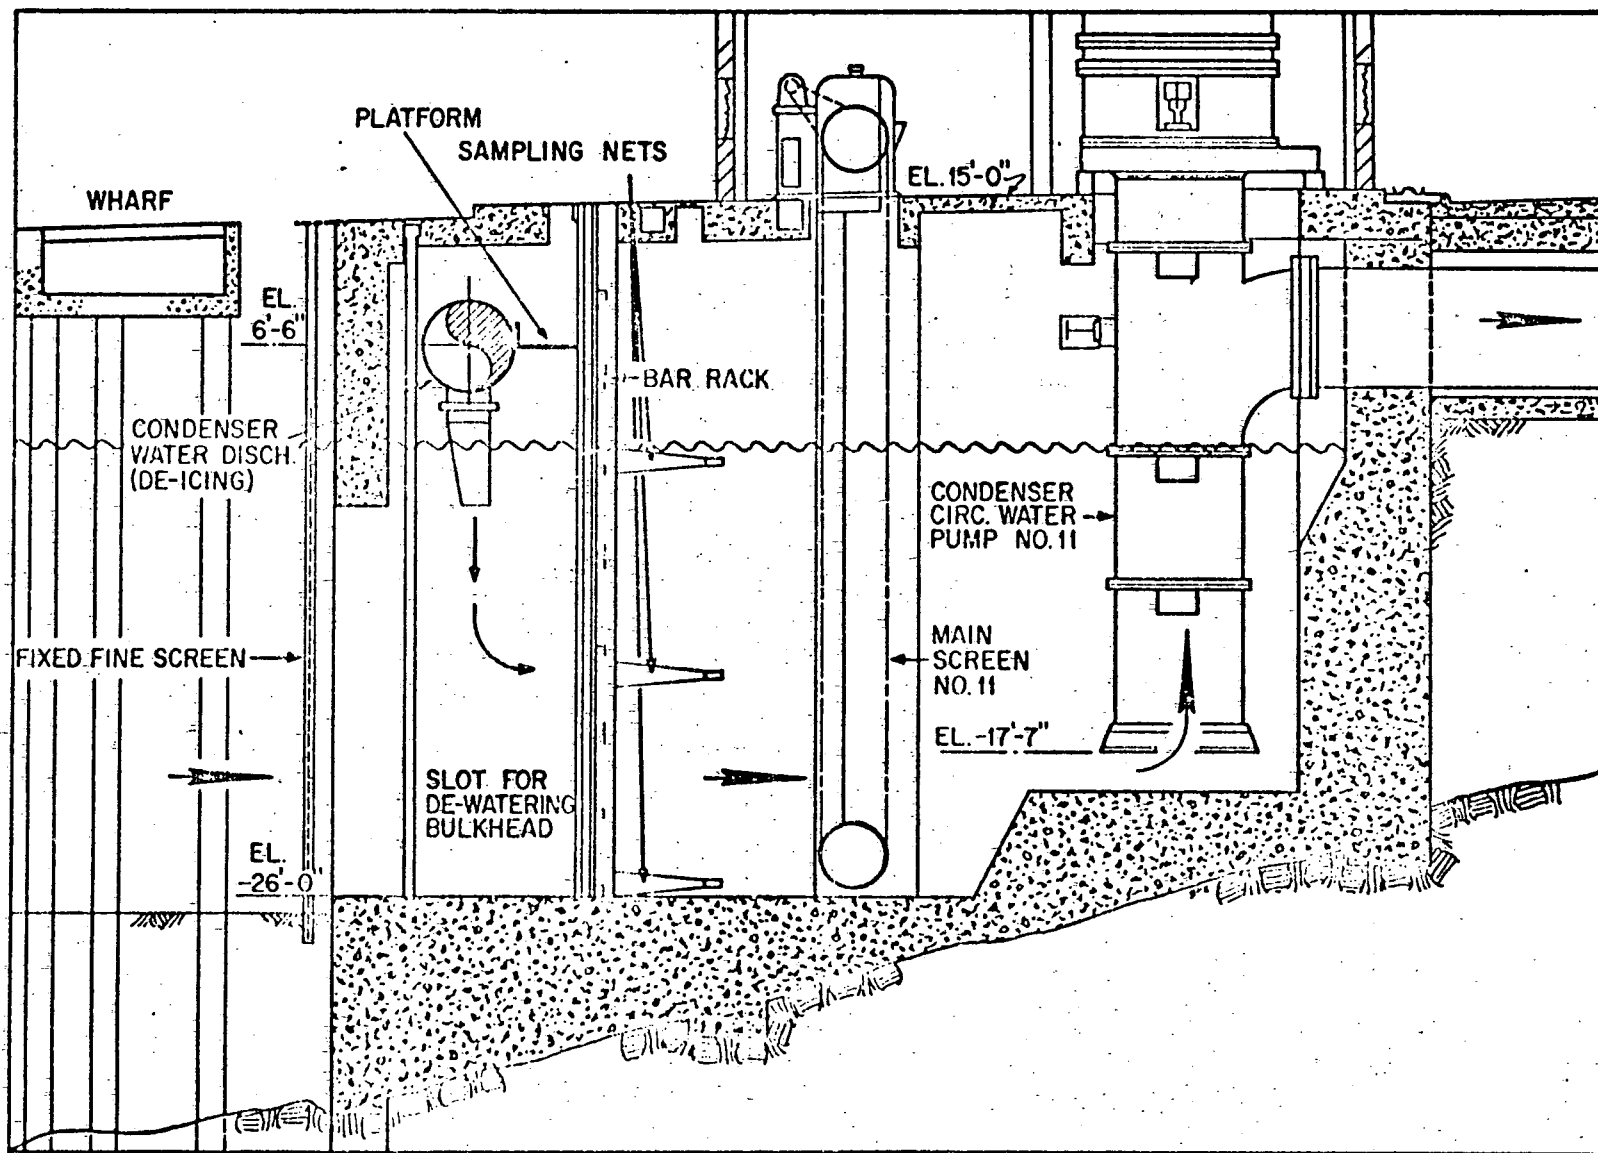 PLATFORM
SAMPLING NETS
EL. 15'-0"
WHARF
EL.
6'-6"
BAR RACK
CONDENSER
WATER DISCH.
(DE-ICING)
CONDENSER
CIRC. WATER
PUMP NO. 11
FIXED FINE SCREEN
MAIN
SCREEN
NO. 11
EL. -17'-7"
SLOT FOR
DE-WATERING
BULKHEAD
EL.
-26'-0"